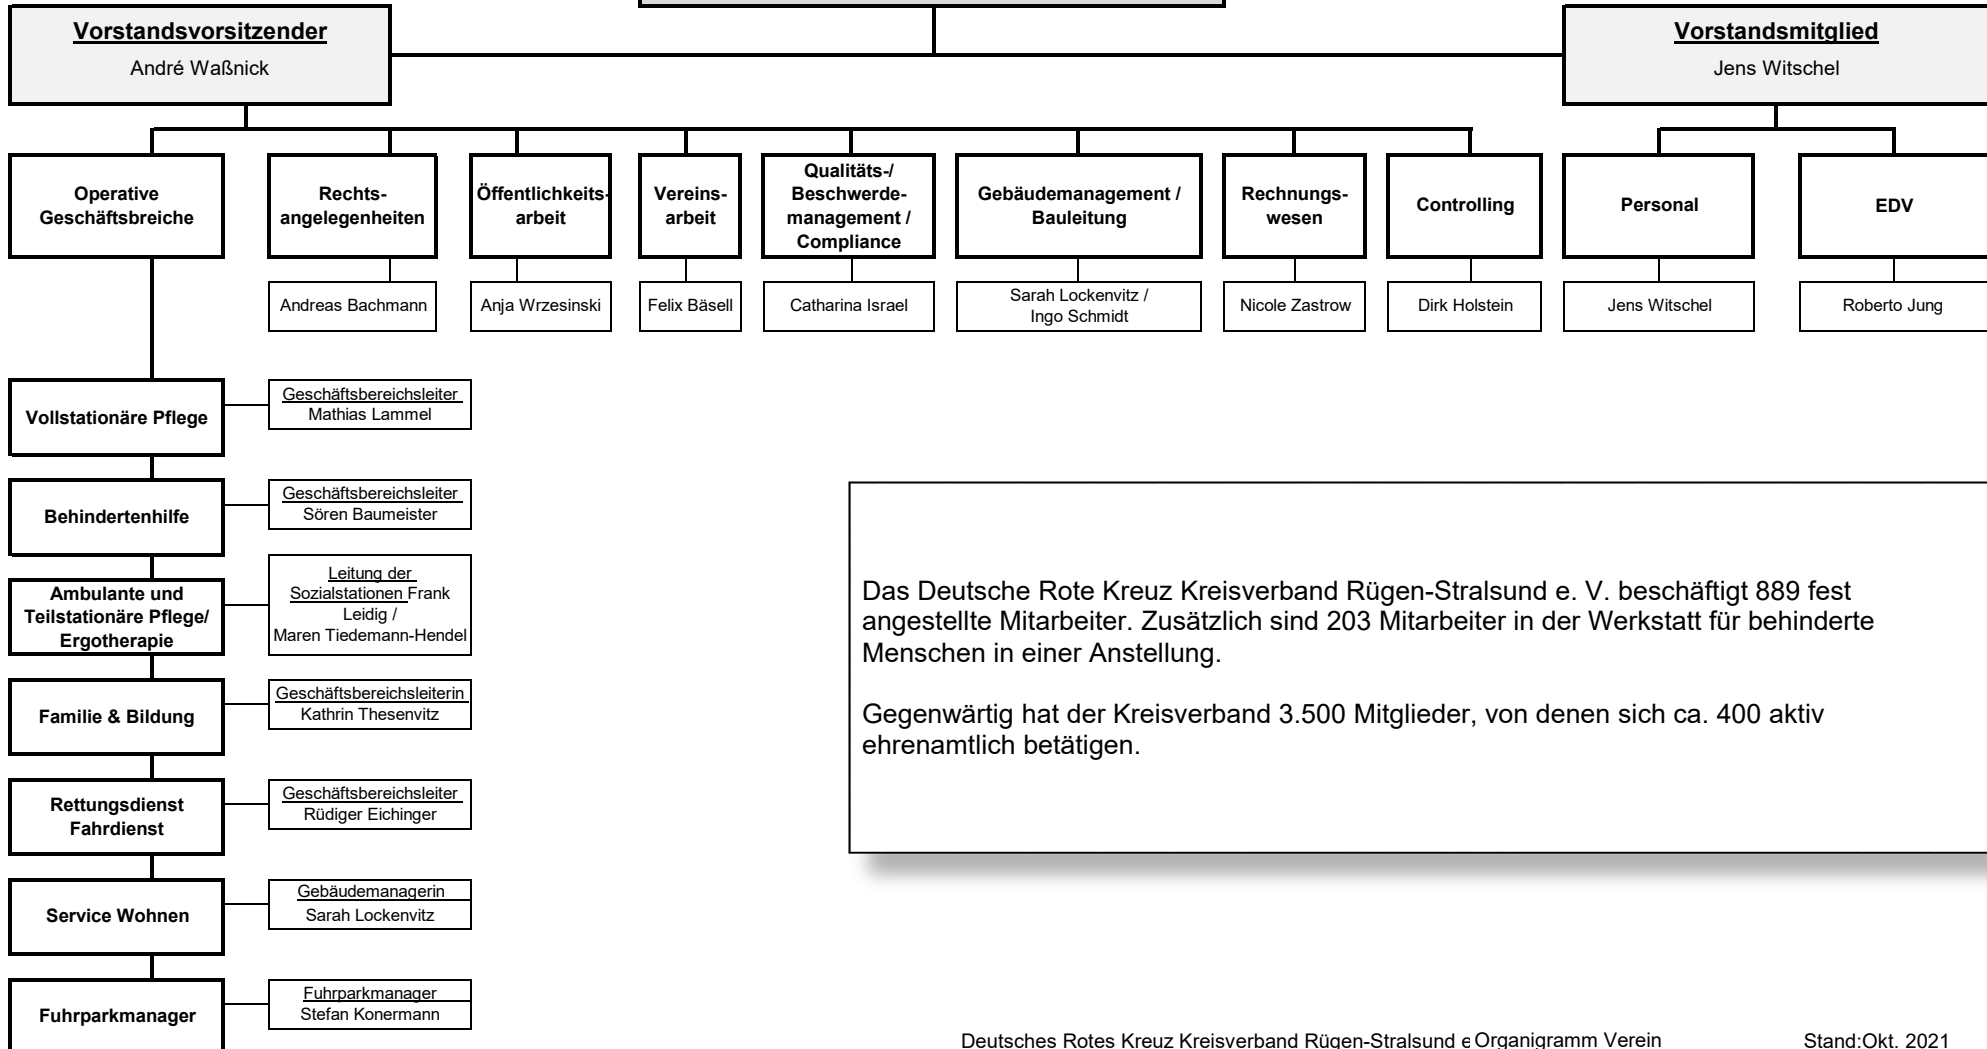 Vorstandsvorsitzender
André Waßnick
Vorstandsmitglied
Jens Witschel
Operative
Geschäftsbreiche
Rechts-
angelegenheiten
Öffentlichkeits-
arbeit
Vereins-
arbeit
Qualitäts-/
Beschwerde-
management /
Compliance
Gebäudemanagement /
Bauleitung
Rechnungs-
wesen
Controlling
Personal
EDV
Andreas Bachmann
Anja Wrzesinski
Felix Bäsell
Catharina Israel
Sarah Lockenvitz /
Ingo Schmidt
Nicole Zastrow
Dirk Holstein
Jens Witschel
Roberto Jung
Vollstationäre Pflege
Geschäftsbereichsleiter
Mathias Lammel
Behindertenhilfe
Geschäftsbereichsleiter
Sören Baumeister
Ambulante und
Teilstationäre Pflege/
Ergotherapie
Leitung der
Sozialstationen Frank
Leidig /
Maren Tiedemann-Hendel
Familie & Bildung
Geschäftsbereichsleiterin
Kathrin Thesenvitz
Rettungsdienst
Fahrdienst
Geschäftsbereichsleiter
Rüdiger Eichinger
Service Wohnen
Gebäudemanagerin
Sarah Lockenvitz
Fuhrparkmanager
Fuhrparkmanager
Stefan Konermann
Das Deutsche Rote Kreuz Kreisverband Rügen-Stralsund e. V. beschäftigt 889 fest
angestellte Mitarbeiter. Zusätzlich sind 203 Mitarbeiter in der Werkstatt für behinderte
Menschen in einer Anstellung.
Gegenwärtig hat der Kreisverband 3.500 Mitglieder, von denen sich ca. 400 aktiv
ehrenamtlich betätigen.
Deutsches Rotes Kreuz Kreisverband Rügen-Stralsund e Organigramm Verein
Stand:Okt. 2021